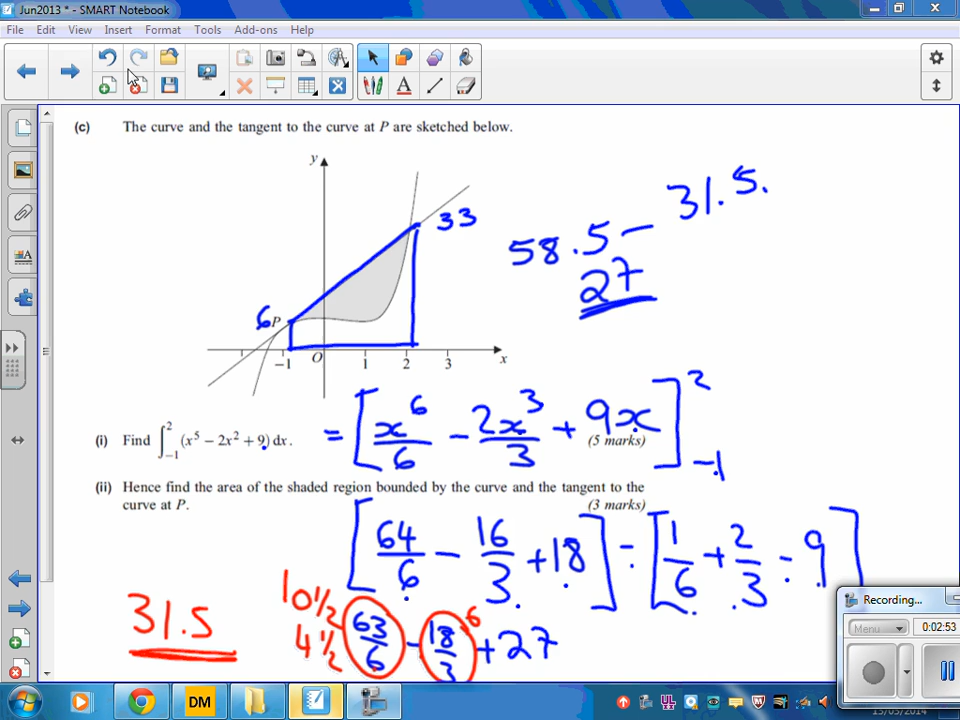 Jun2013 * - SMART Notebook
File Edit View Insert Format Tools Add-ons Help
(c) The curve and the tangent to the curve at P are sketched below.
y
33
58.5 - 31.5.
27
6 P
-1 O 1 2 3 x
(i) Find ∫₋₁² (x⁵ − 2x² + 9) dx. (5 marks)
= [x⁶/6 - 2x³/3 + 9x]²₋₁
(ii) Hence find the area of the shaded region bounded by the curve and the tangent to the
curve at P. (3 marks)
[64/6 - 16/3 + 18] - [1/6 + 2/3 - 9]
31.5
10½ 63/6 - 18/3 6 + 27
4½
Recording...
Menu
0:02:53
DM
13/03/2014